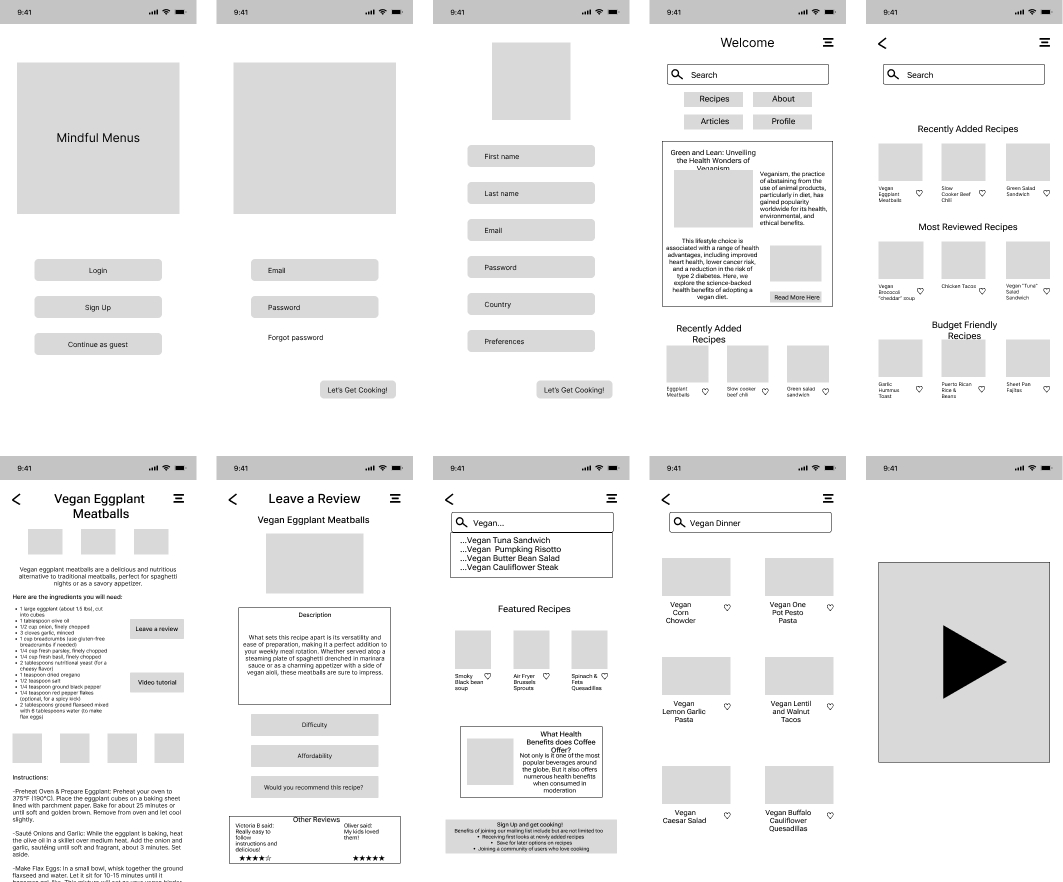 9:41
Mindful Menus
Login
Sign Up
Continue as guest
9:41
Email
Password
Forgot password
Let's Get Cooking!
9:41
First name
Last name
Email
Password
Country
Preferences
Let's Get Cooking!
9:41
Welcome
Search
Recipes
About
Articles
Profile
Green and Lean: Unveiling
the Health Wonders of
Veganism
Veganism, the practice
of abstaining from the
use of animal products,
particularly in diet, has
gained popularity
worldwide for its health,
environmental, and
ethical benefits.
This lifestyle choice is
associated with a range of health
advantages, including improved
heart health, lower cancer risk,
and a reduction in the risk of
type 2 diabetes. Here, we
explore the science-backed
health benefits of adopting a
vegan diet.
Read More Here
Recently Added
Recipes
Eggplant
Meatballs
Slow cooker
beef chili
Green salad
sandwich
9:41
Search
Recently Added Recipes
Vegan
Eggplant
Meatballs
Slow
Cooker Beef
Chili
Green Salad
Sandwich
Most Reviewed Recipes
Vegan
Brococoli
"cheddar" soup
Chicken Tacos
Vegan "Tuna"
Salad
Sandwich
Budget Friendly
Recipes
Garlic
Hummus
Toast
Puerto Rican
Rice &
Beans
Sheet Pan
Fajitas
9:41
Vegan Eggplant
Meatballs
Vegan eggplant meatballs are a delicious and nutritious
alternative to traditional meatballs, perfect for spaghetti
nights or as a savory appetizer.
Here are the ingredients you will need:
• 1 large eggplant (about 1.5 lbs), cut
into cubes
• 1 tablespoon olive oil
• 1/2 cup onion, finely chopped
• 3 cloves garlic, minced
• 1 cup breadcrumbs (use gluten-free
breadcrumbs if needed)
• 1/4 cup fresh parsley, finely chopped
• 1/4 cup fresh basil, finely chopped
• 2 tablespoons nutritional yeast (for a
cheesy flavor)
• 1 teaspoon dried oregano
• 1/2 teaspoon salt
• 1/4 teaspoon ground black pepper
• 1/4 teaspoon red pepper flakes
(optional, for a spicy kick)
• 2 tablespoons ground flaxseed mixed
with 6 tablespoons water (to make
flax eggs)
Leave a review
Video tutorial
Instructions:
-Preheat Oven & Prepare Eggplant: Preheat your oven to
375°F (190°C). Place the eggplant cubes on a baking sheet
lined with parchment paper. Bake for about 25 minutes or
until soft and golden brown. Remove from oven and let cool
slightly.
-Sauté Onions and Garlic: While the eggplant is baking, heat
the olive oil in a skillet over medium heat. Add the onion and
garlic, sautéing until soft and fragrant, about 3 minutes. Set
aside.
-Make Flax Eggs: In a small bowl, whisk together the ground
flaxseed and water. Let it sit for 10-15 minutes until it
9:41
Leave a Review
Vegan Eggplant Meatballs
Description
What sets this recipe apart is its versatility and
ease of preparation, making it a perfect addition to
your weekly meal rotation. Whether served atop a
steaming plate of spaghetti drenched in marinara
sauce or as a charming appetizer with a side of
vegan aioli, these meatballs are sure to impress.
Difficulty
Affordability
Would you recommend this recipe?
Other Reviews
Victoria B said:
Really easy to
follow
instructions and
delicious!
★★★★☆
Oliver said:
My kids loved
them!
★★★★★
9:41
Vegan...
...Vegan Tuna Sandwich
...Vegan Pumpking Risotto
...Vegan Butter Bean Salad
...Vegan Cauliflower Steak
Featured Recipes
Smoky
Black bean
soup
Air Fryer
Brussels
Sprouts
Spinach &
Feta
Quesadillas
What Health
Benefits does Coffee
Offer?
Not only is it one of the most
popular beverages around
the globe, But it also offers
numerous health benefits
when consumed in
moderation
Sign Up and get cooking!
Benefits of joining our mailing list include but are not limited too
• Receiving first looks at newly added recipes
• Save for later options on recipes
• Joining a community of users who love cooking
9:41
Vegan Dinner
Vegan
Corn
Chowder
Vegan One
Pot Pesto
Pasta
Vegan
Lemon Garlic
Pasta
Vegan Lentil
and Walnut
Tacos
Vegan
Caesar Salad
Vegan Buffalo
Cauliflower
Quesadillas
9:41